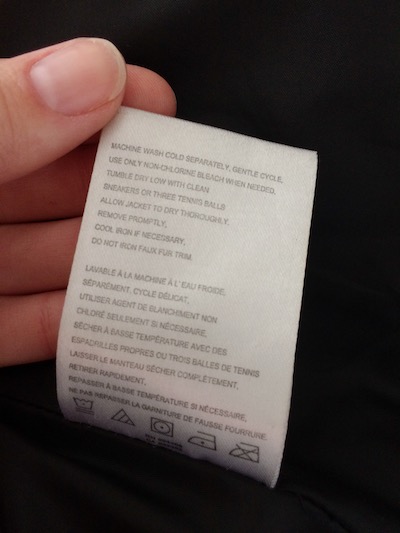 MACHINE WASH COLD SEPARATELY, GENTLE CYCLE,
USE ONLY NON-CHLORINE BLEACH WHEN NEEDED,
TUMBLE DRY LOW WITH CLEAN
SNEAKERS OR THREE TENNIS BALLS
ALLOW JACKET TO DRY THOROUGHLY,
REMOVE PROMPTLY,
COOL IRON IF NECESSARY,
DO NOT IRON FAUX FUR TRIM.
LAVABLE À LA MACHINE À L' EAU FROIDE,
SÉPARÉMENT, CYCLE DÉLICAT,
UTILISER AGENT DE BLANCHIMENT NON
CHLORÉ SEULEMENT SI NÉCESSAIRE,
SÉCHER À BASSE TEMPÉRATURE AVEC DES
ESPADRILLES PROPRES OU TROIS BALLES DE TENNIS
LAISSER LE MANTEAU SÉCHER COMPLÈTEMENT,
RETIRER RAPIDEMENT,
REPASSER À BASSE TEMPÉRATURE SI NÉCESSAIRE,
NE PAS REPASSER LA GARNITURE DE FAUSSE FOURRURE.